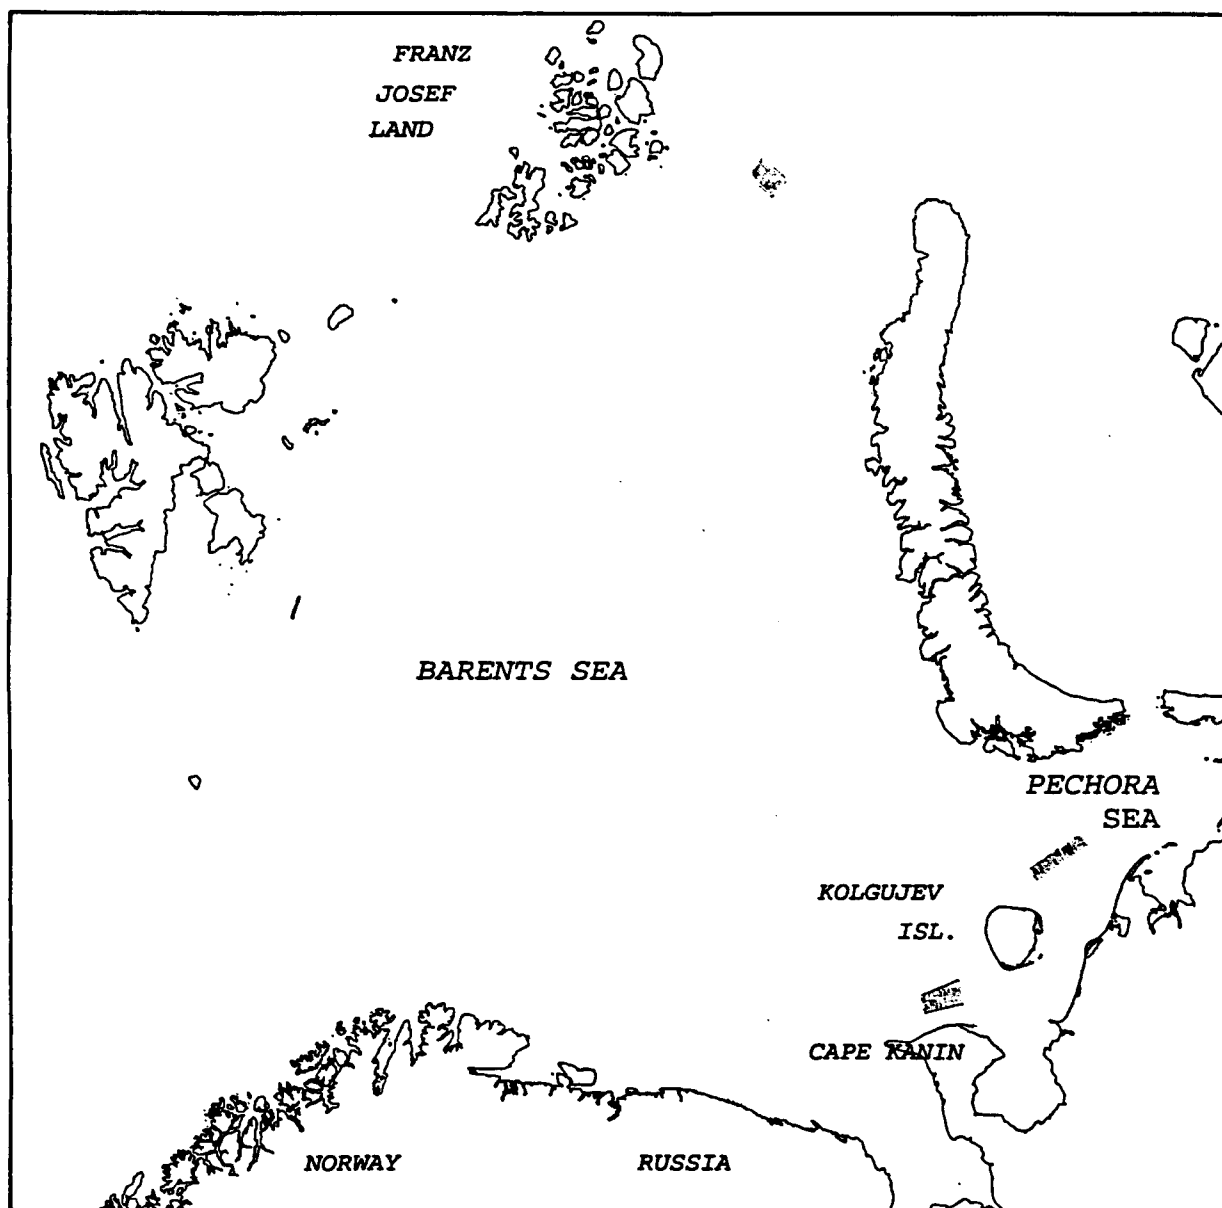 FRANZ
JOSEF
LAND
BARENTS SEA
PECHORA
SEA
KOLGUJEV
ISL.
CAPE KANIN
NORWAY
RUSSIA